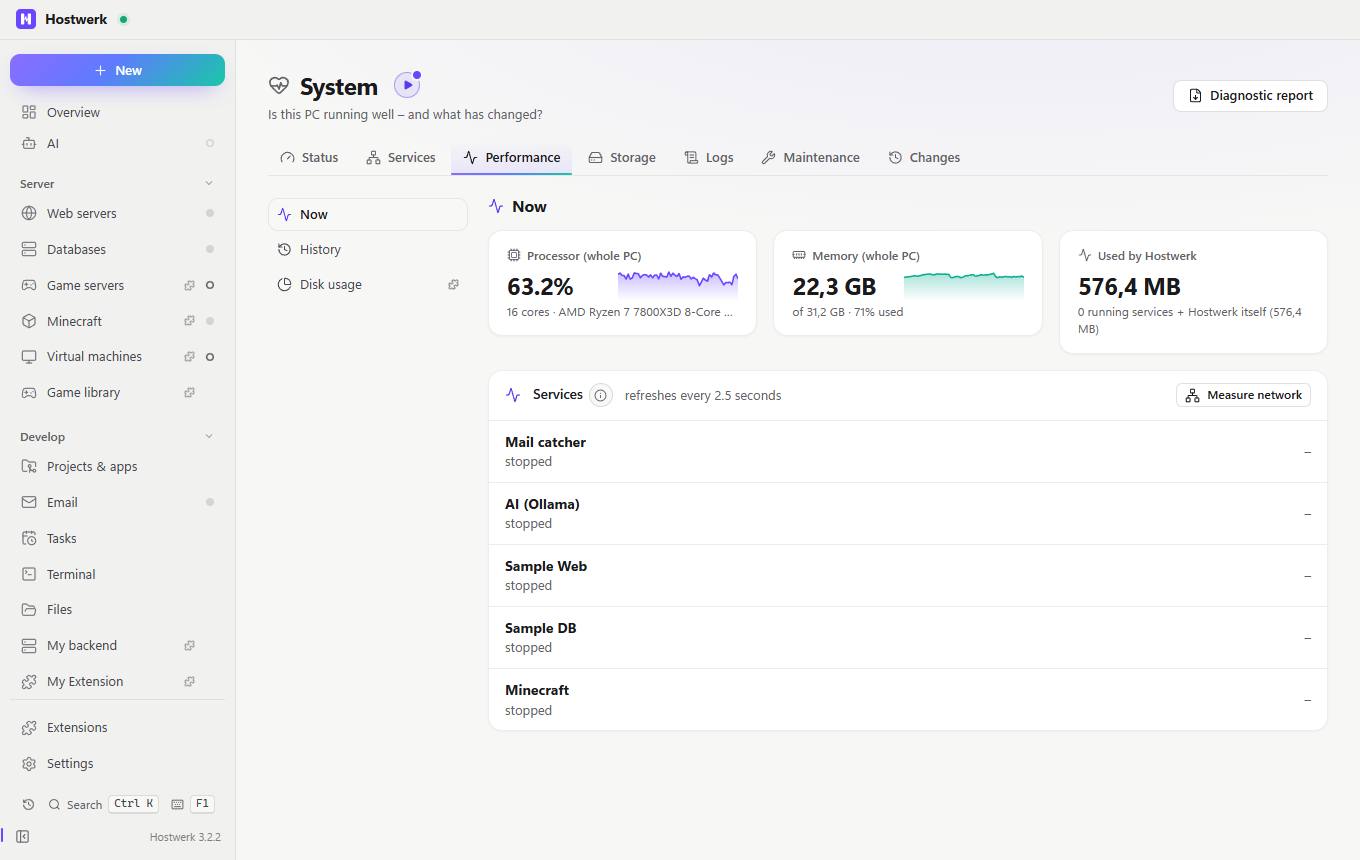 Hostwerk
New
Overview
AI
Server
Web servers
Databases
Game servers
Minecraft
Virtual machines
Game library
Develop
Projects & apps
Email
Tasks
Terminal
Files
My backend
My Extension
Extensions
Settings
Search Ctrl K F1
Hostwerk 3.2.2
System
Is this PC running well – and what has changed?
Diagnostic report
Status Services Performance Storage Logs Maintenance Changes
Now
History
Disk usage
Now
Processor (whole PC)
63.2%
16 cores · AMD Ryzen 7 7800X3D 8-Core ...
Memory (whole PC)
22,3 GB
of 31,2 GB · 71% used
Used by Hostwerk
576,4 MB
0 running services + Hostwerk itself (576,4
MB)
Services refreshes every 2.5 seconds
Measure network
Mail catcher
stopped
–
AI (Ollama)
stopped
–
Sample Web
stopped
–
Sample DB
stopped
–
Minecraft
stopped
–